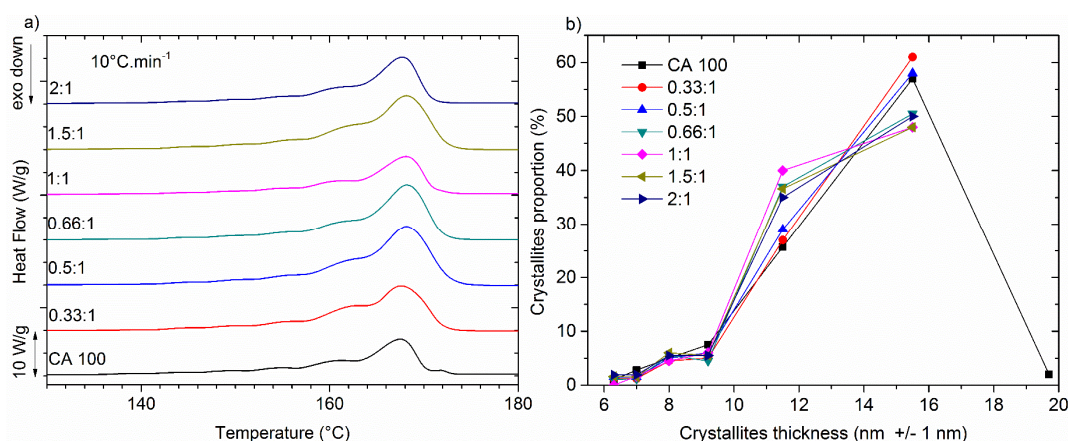 a)
exo down
10°C.min⁻¹
2:1
1.5:1
1:1
0.66:1
0.5:1
0.33:1
CA 100
Heat Flow (W/g)
10 W/g
140 160 180
Temperature (°C)
b)
CA 100
0.33:1
0.5:1
0.66:1
1:1
1.5:1
2:1
Crystallites proportion (%)
60
50
40
30
20
10
0
6 8 10 12 14 16 18 20
Crystallites thickness (nm +/- 1 nm)